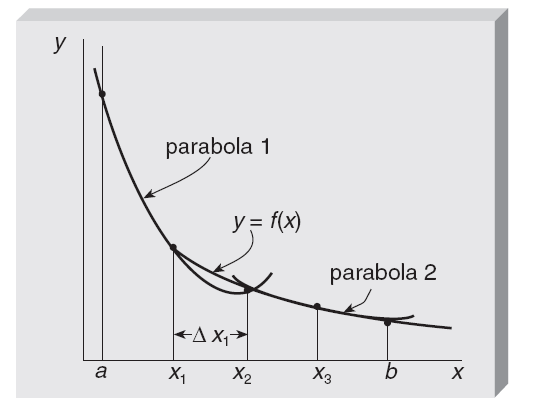 y
parabola 1
y = f(x)
parabola 2
Δ x₁
a x₁ x₂ x₃ b x